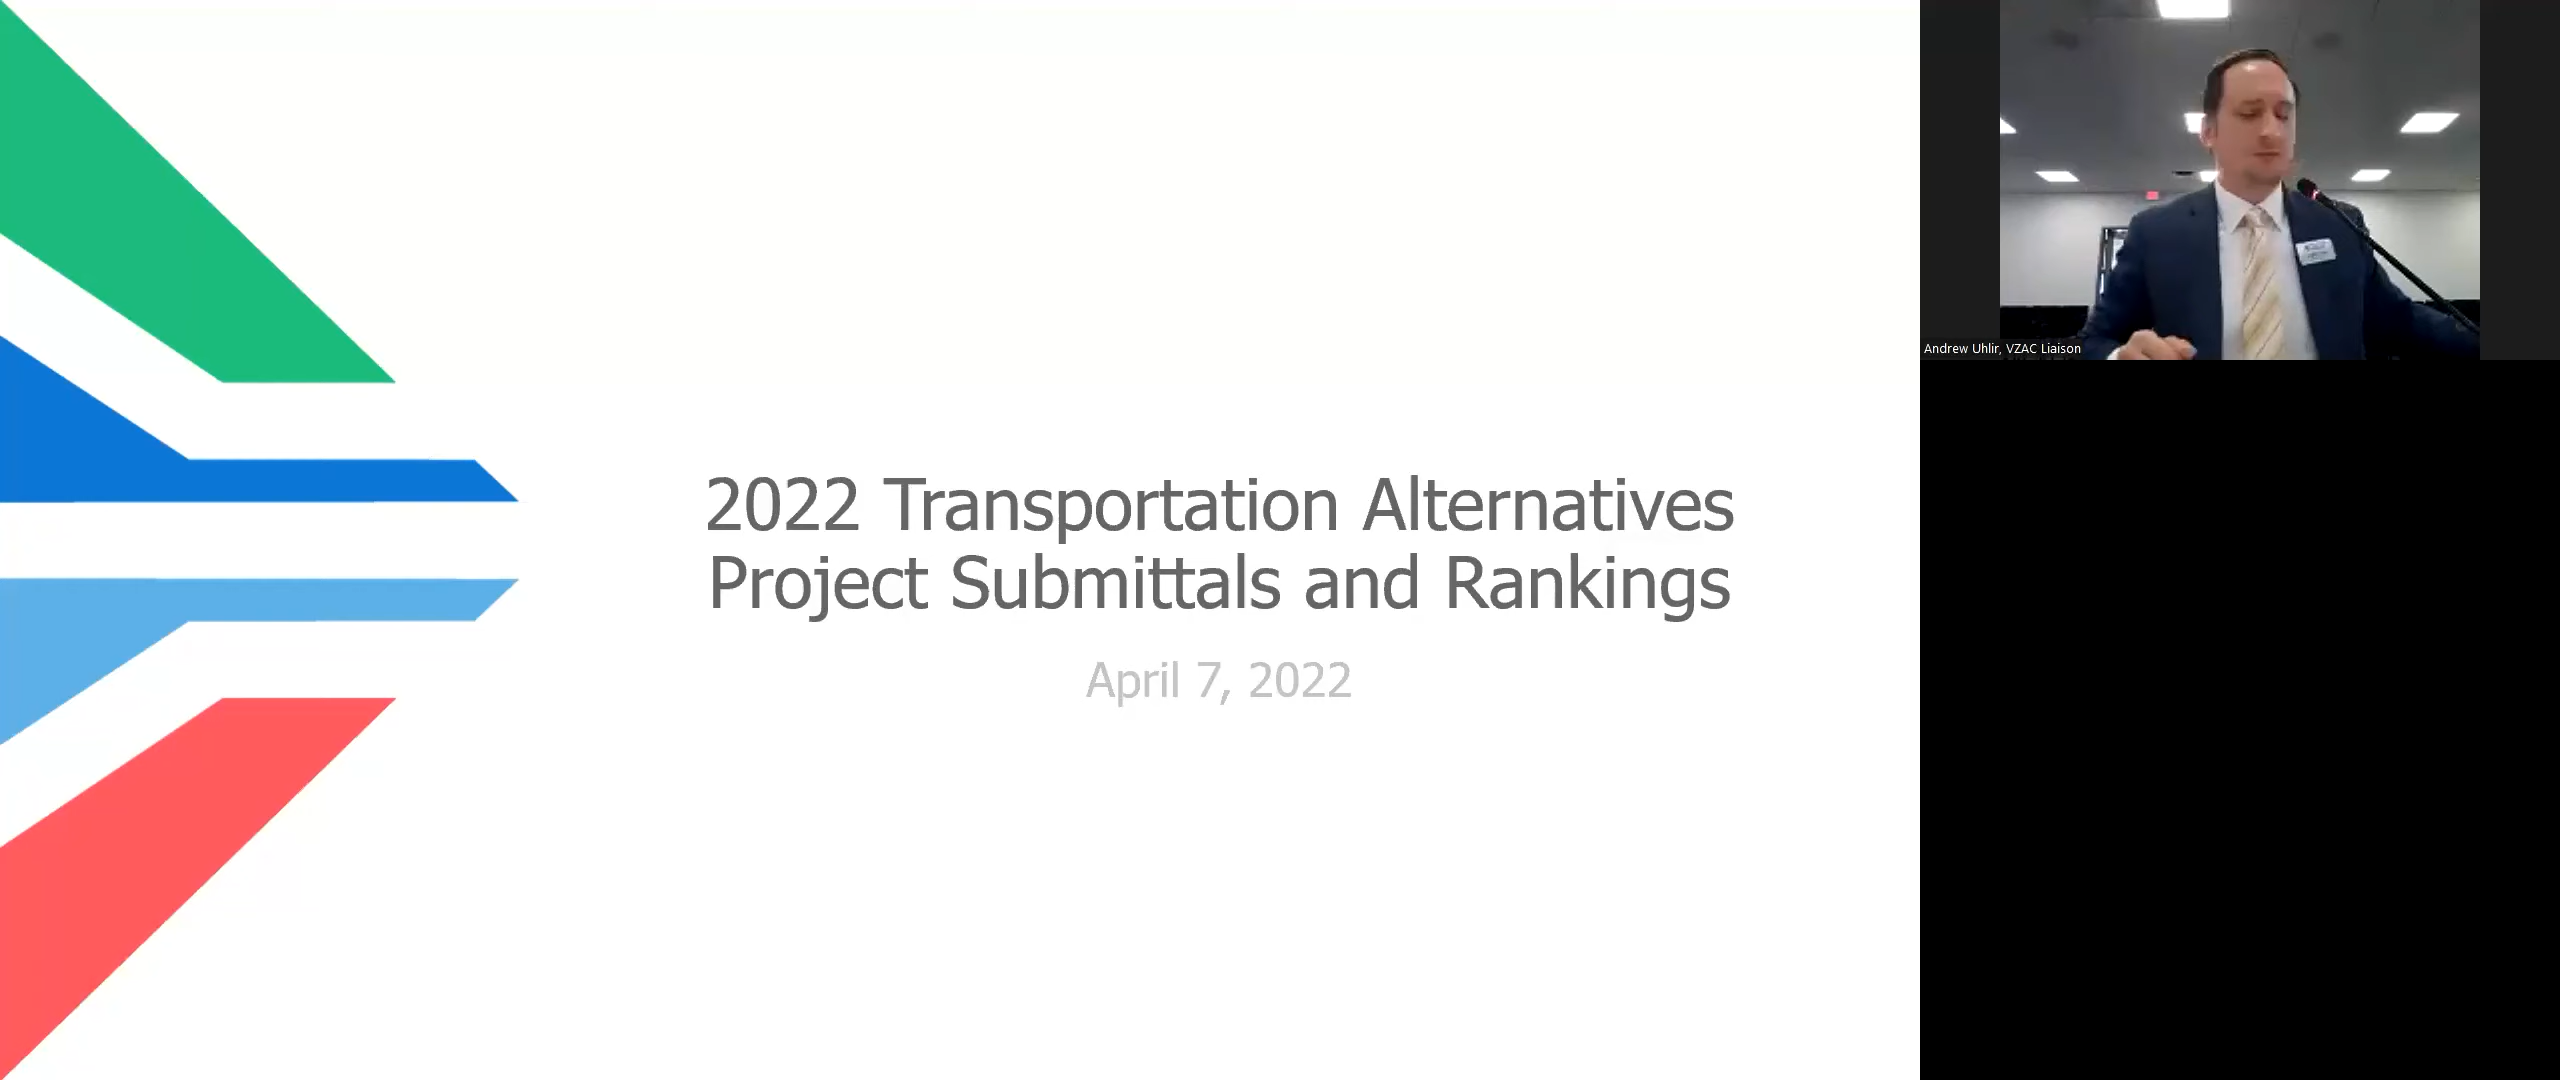 2022 Transportation Alternatives
Project Submittals and Rankings
April 7, 2022
Andrew Uhlir, VZAC Liaison